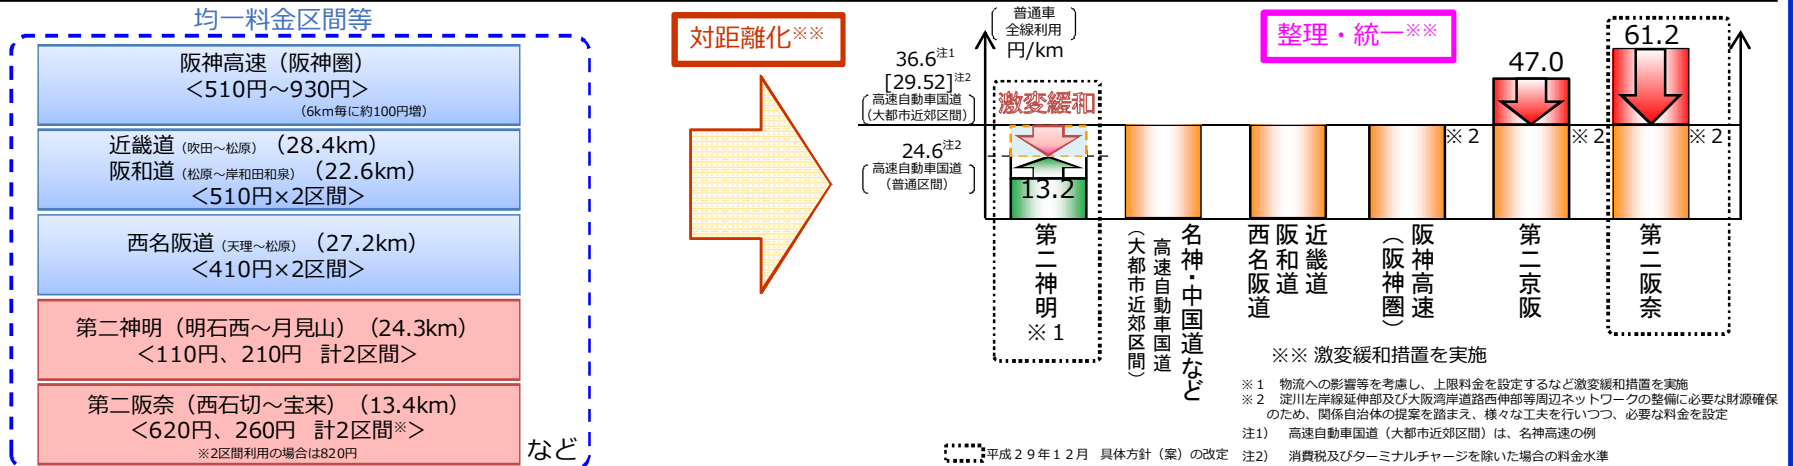 均一料金区間等
阪神高速（阪神圏）
＜510円～930円＞
（6km毎に約100円増）
近畿道（吹田～松原）（28.4km）
阪和道（松原～岸和田和泉）（22.6km）
＜510円×2区間＞
西名阪道（天理～松原）（27.2km）
＜410円×2区間＞
第二神明（明石西～月見山）（24.3km）
＜110円、210円　計2区間＞
第二阪奈（西石切～宝来）（13.4km）
＜620円、260円　計2区間※＞
※2区間利用の場合は820円
など
対距離化※※
整理・統一※※
普通車
全線利用
円/km
36.6注1
[29.52]注2
高速自動車国道
（大都市近郊区間）
24.6注2
高速自動車国道
（普通区間）
激変緩和
13.2
47.0
61.2
※２
※２
※２
第二神明
※１
名神・中国道など
高速自動車国道
（大都市近郊区間）
近畿道
阪和道
西名阪道
阪神高速
（阪神圏）
第二京阪
第二阪奈
※※ 激変緩和措置を実施
※１　物流への影響等を考慮し、上限料金を設定するなど激変緩和措置を実施
※２　淀川左岸線延伸部及び大阪湾岸道路西伸部等周辺ネットワークの整備に必要な財源確保
のため、関係自治体の提案を踏まえ、様々な工夫を行いつつ、必要な料金を設定
注1）　高速自動車国道（大都市近郊区間）は、名神高速の例
注2）　消費税及びターミナルチャージを除いた場合の料金水準
平成２９年１２月　具体方針（案）の改定